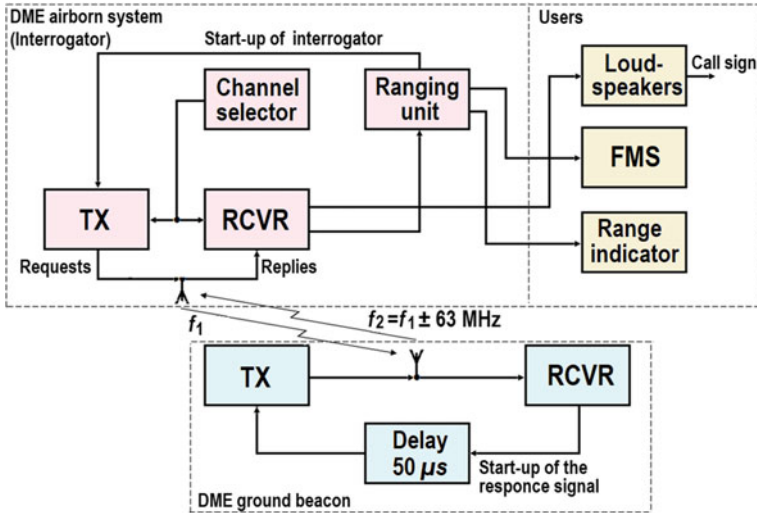 DME airborn system
(Interrogator)
Start-up of interrogator
Channel
selector
Ranging
unit
TX
RCVR
Requests
Replies
Users
Loud-
speakers
Call sign
FMS
Range
indicator
f1
f2=f1 ± 63 MHz
TX
RCVR
Delay
50 μs
Start-up of the
responce signal
DME ground beacon